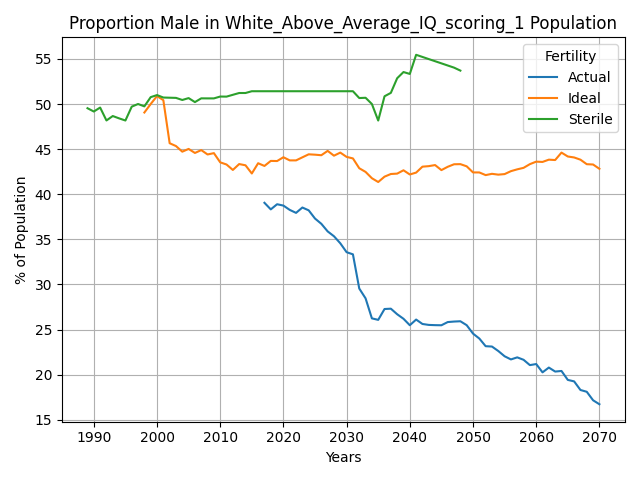 Proportion Male in White_Above_Average_IQ_scoring_1 Population
Fertility
Actual
Ideal
Sterile
% of Population
55
50
45
40
35
30
25
20
15
1990
2000
2010
2020
2030
2040
2050
2060
2070
Years